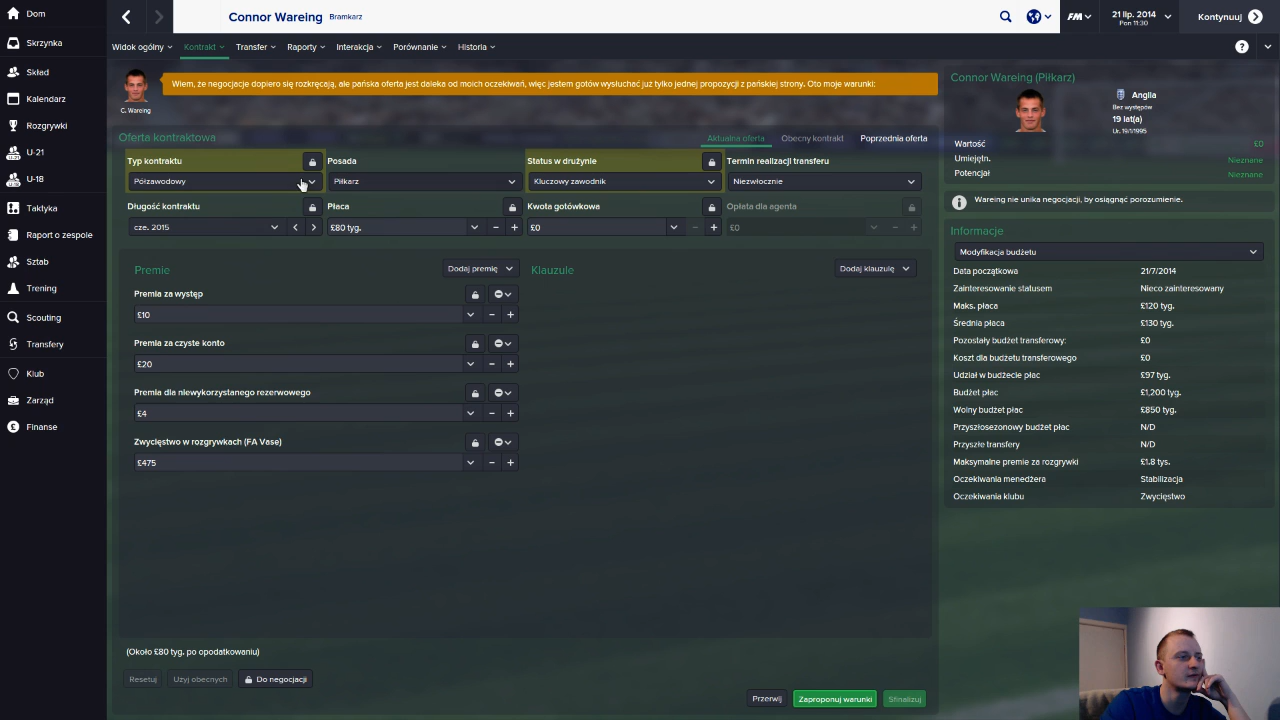 Dom
Skrzynka
Skład
Kalendarz
Rozgrywki
U-21
U-18
Taktyka
Raport o zespole
Sztab
Trening
Scouting
Transfery
Klub
Zarząd
Finanse
Connor Wareing Bramkarz
FM
21 lip. 2014
Pon 11:30
Kontynuuj
Widok ogólny Kontrakt Transfer Raporty Interakcja Porównanie Historia
C. Wareing
Wiem, że negocjacje dopiero się rozkręcają, ale pańska oferta jest daleka od moich oczekiwań, więc jestem gotów wysłuchać już tylko jednej propozycji z pańskiej strony. Oto moje warunki:
Oferta kontraktowa
Aktualna oferta Obecny kontrakt Poprzednia oferta
Typ kontraktu Posada Status w drużynie Termin realizacji transferu
Półzawodowy Piłkarz Kluczowy zawodnik Niezwłocznie
Długość kontraktu Płaca Kwota gotówkowa Opłata dla agenta
cze. 2015 £80 tyg. £0 £0
Premie Dodaj premię
Premia za występ
£10
Premia za czyste konto
£20
Premia dla niewykorzystanego rezerwowego
£4
Zwycięstwo w rozgrywkach (FA Vase)
£475
Klauzule Dodaj klauzulę
(Około £80 tyg. po opodatkowaniu)
Resetuj Użyj obecnych Do negocjacji
Przerwij Zaproponuj warunki Sfinalizuj
Connor Wareing (Piłkarz)
Anglia
Bez występów
19 lat(a)
Ur. 19/1/1995
Wartość £0
Umiejętn. Nieznane
Potencjał Nieznane
Wareing nie unika negocjacji, by osiągnąć porozumienie.
Informacje
Modyfikacja budżetu
Data początkowa 21/7/2014
Zainteresowanie statusem Nieco zainteresowany
Maks. płaca £120 tyg.
Średnia płaca £130 tyg.
Pozostały budżet transferowy: £0
Koszt dla budżetu transferowego £0
Udział w budżecie płac £97 tyg.
Budżet płac £1,200 tyg.
Wolny budżet płac £850 tyg.
Przyszłosezonowy budżet płac N/D
Przyszłe transfery N/D
Maksymalne premie za rozgrywki £1.8 tys.
Oczekiwania menedżera Stabilizacja
Oczekiwania klubu Zwycięstwo